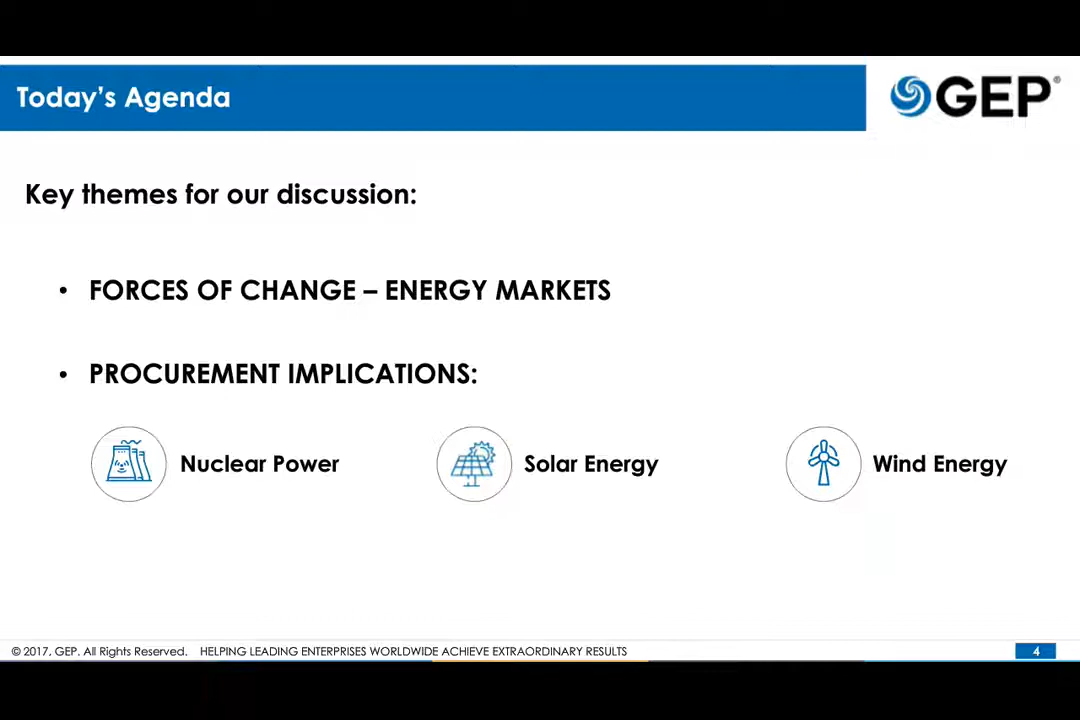 Today's Agenda
GEP®
Key themes for our discussion:
• FORCES OF CHANGE – ENERGY MARKETS
• PROCUREMENT IMPLICATIONS:
Nuclear Power Solar Energy Wind Energy
© 2017, GEP. All Rights Reserved. HELPING LEADING ENTERPRISES WORLDWIDE ACHIEVE EXTRAORDINARY RESULTS 4